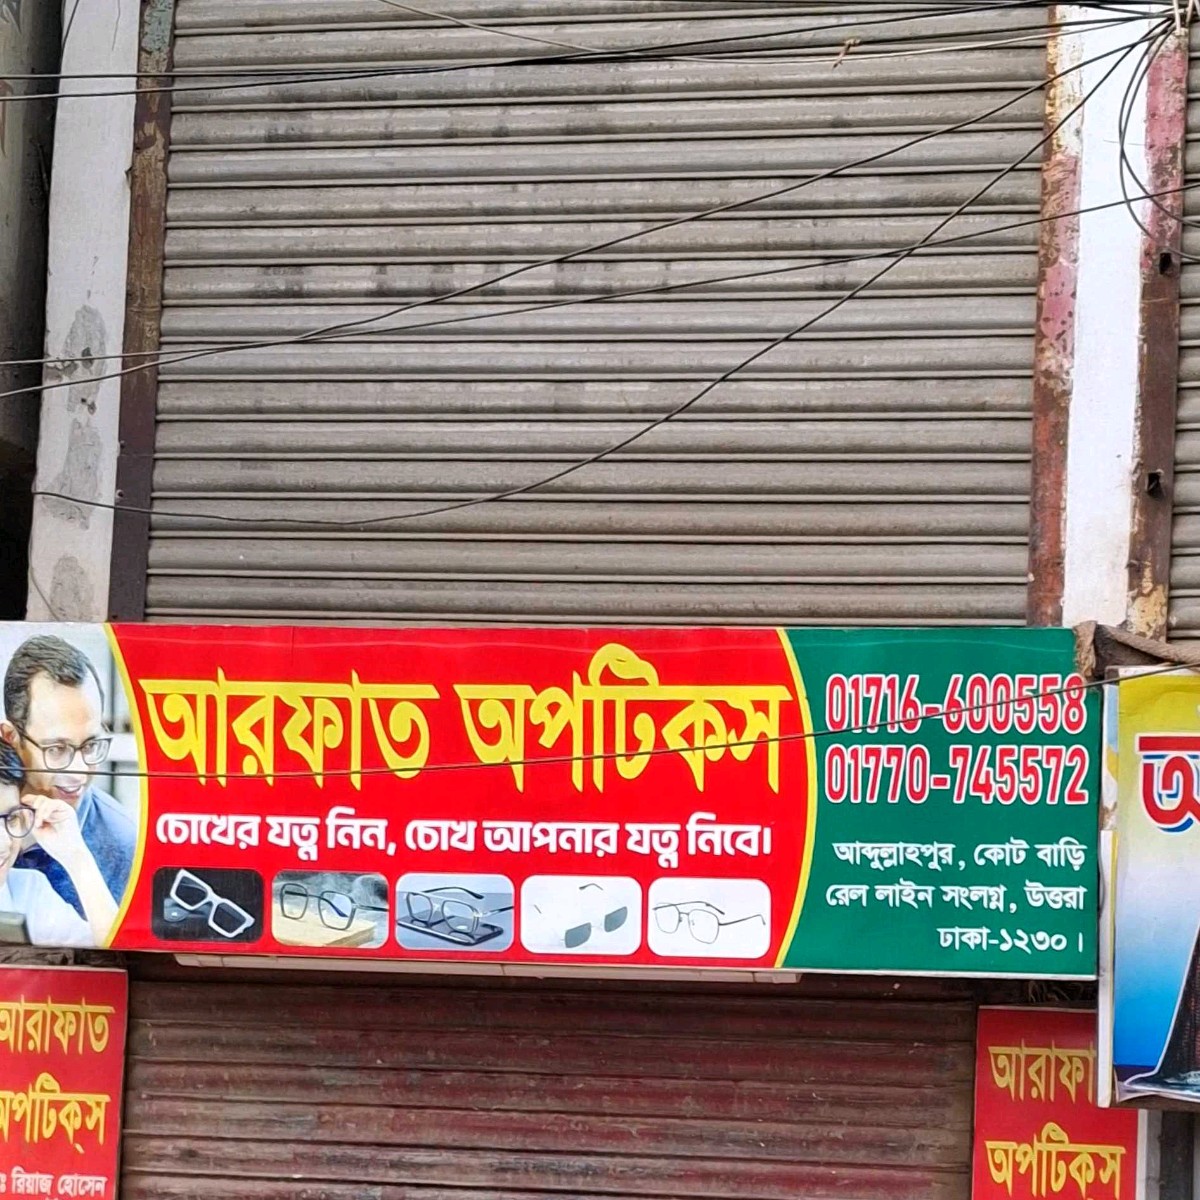 আরফাত অপটিকস
চোখের যত্ন নিন, চোখ আপনার যত্ন নিবে।
01716-600558
01770-745572
আব্দুল্লাহপুর, কোট বাড়ি
রেল লাইন সংলগ্ন, উত্তরা
ঢাকা-১২৩০।
আরাফাত
অপটিক্স
রিয়াজ হোসেন
আরাফা
অপটিকস